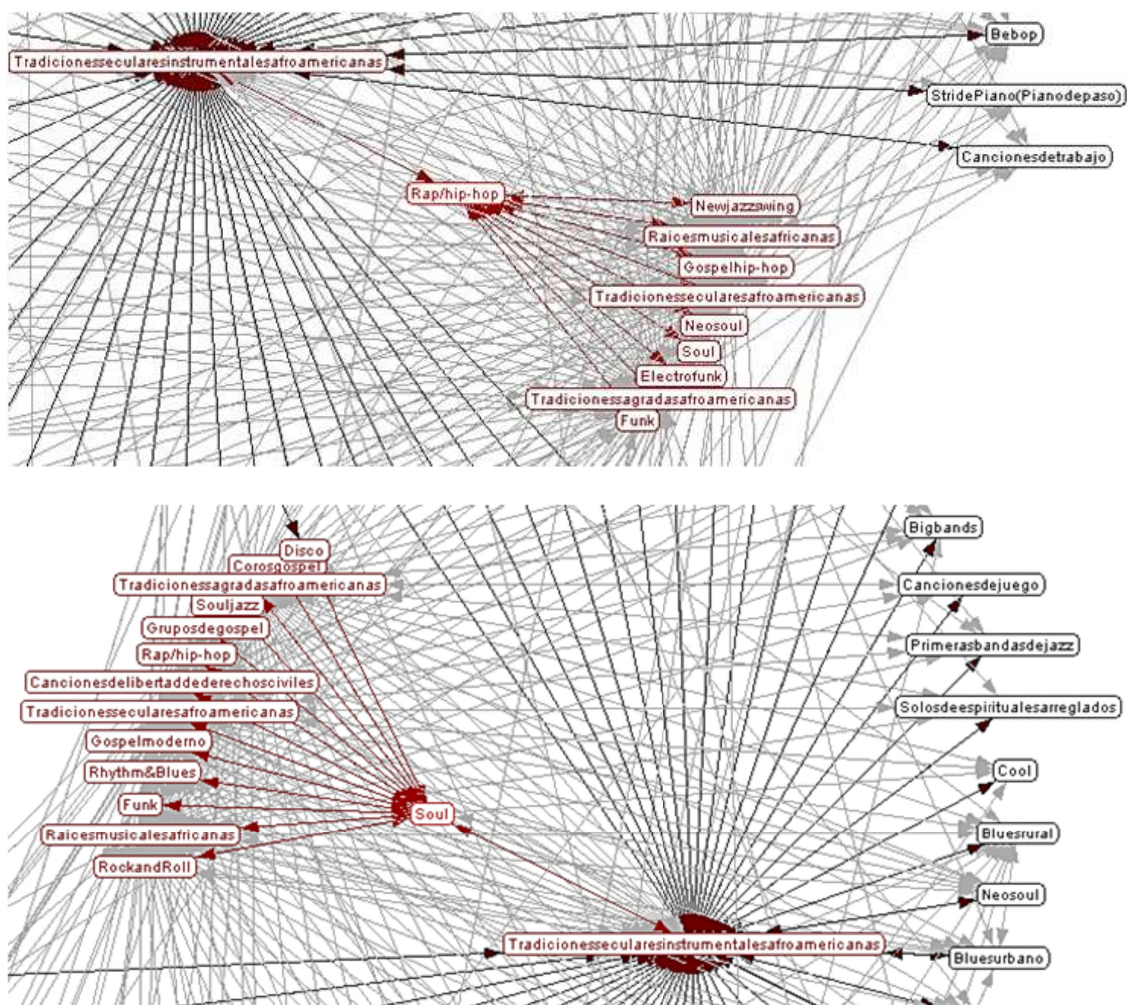 Bebop
Tradicionessecularesinstrumentalesafroamericanas
StridePiano(Pianodepaso)
Cancionesdetrabajo
Rap/hip-hop
Newjazzswing
Raicesmusicalesafricanas
Gospelhip-hop
Tradicionessecularesafroamericanas
Neosoul
Soul
Electrofunk
Tradicionessagradasafroamericanas
Funk
Bigbands
Disco
Corosgospel
Tradicionessagradasafroamericanas
Cancionesdejuego
Souljazz
Gruposdegospel
Primerasbandasdejazz
Rap/hip-hop
Cancionesdelibertaddederechosciviles
Solosdeespiritualesarreglados
Tradicionessecularesafroamericanas
Gospelmoderno
Rhythm&Blues
Cool
Funk
Soul
Raicesmusicalesafricanas
Bluesrural
RockandRoll
Neosoul
Tradicionessecularesinstrumentalesafroamericanas
Bluesurbano